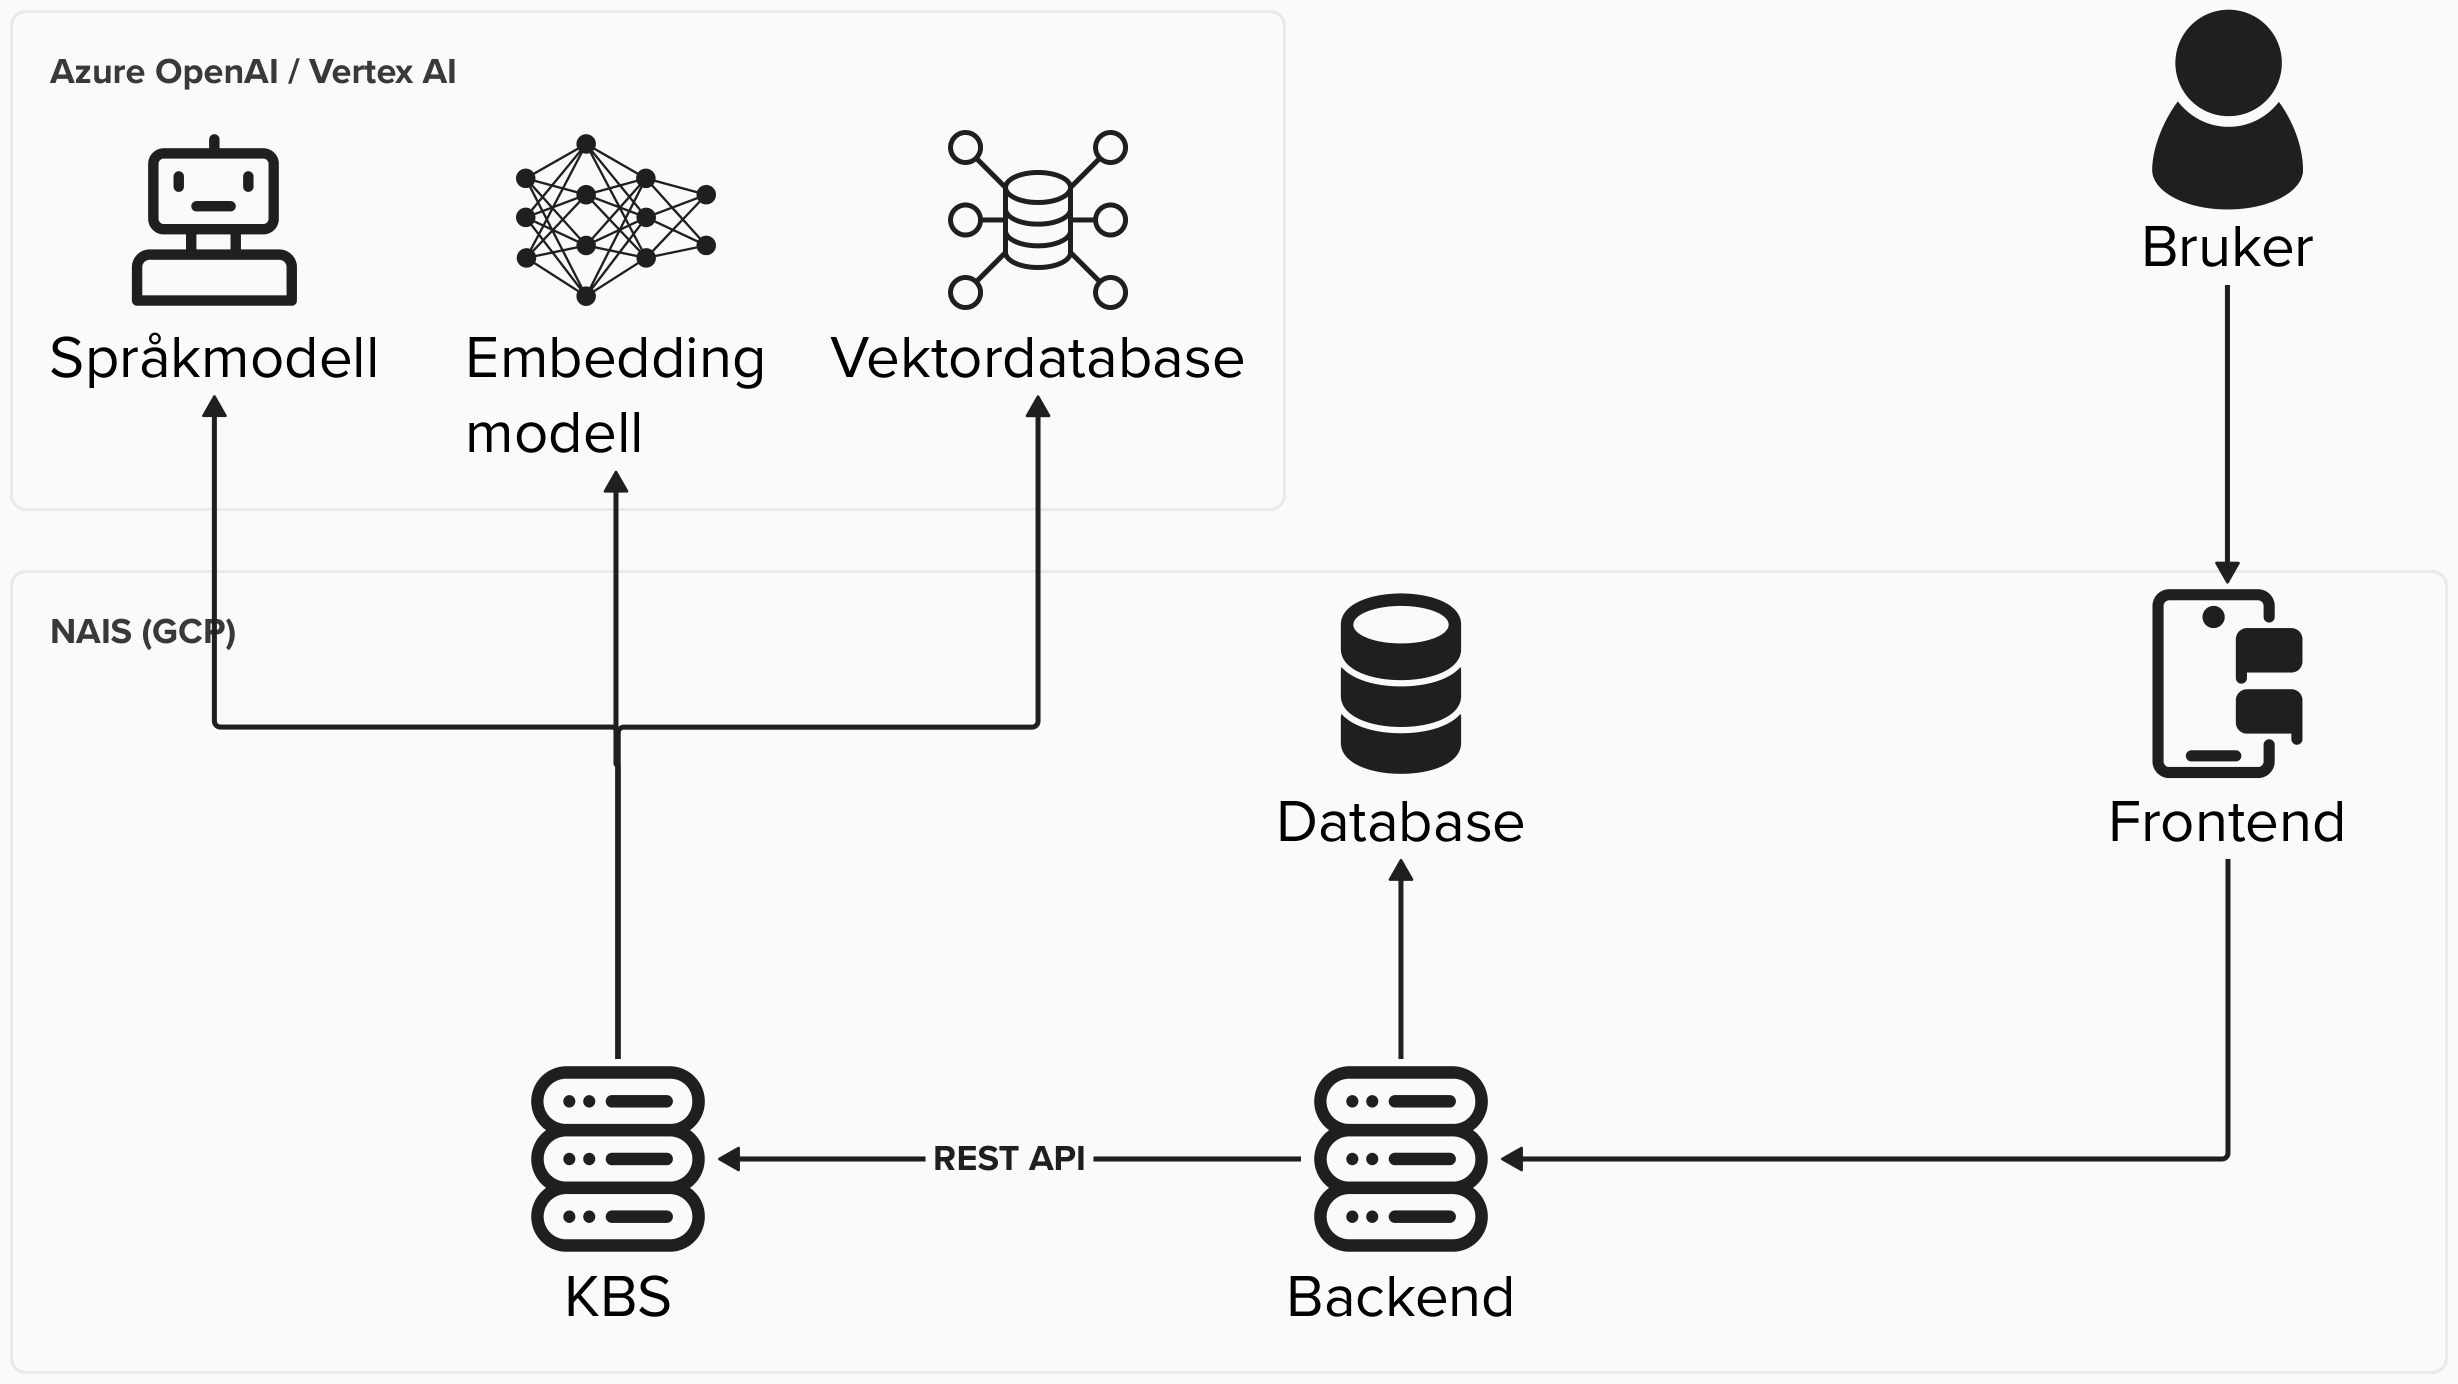 Azure OpenAI / Vertex AI
Språkmodell
Embedding
modell
Vektordatabase
Bruker
NAIS (GCP)
Database
Frontend
REST API
KBS
Backend